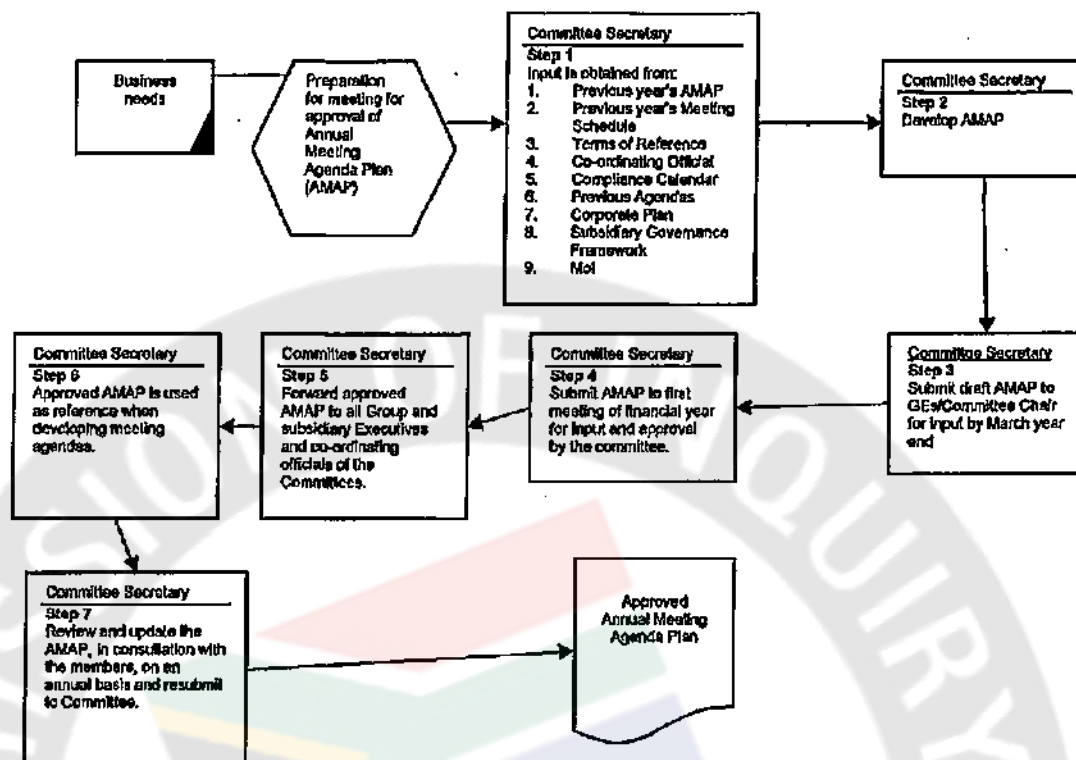 Business
needs
Preparation
for meeting for
approval of
Annual
Meeting
Agenda Plan
(AMAP)
Committee Secretary
Step 1
Input is obtained from:
1. Previous year's AMAP
2. Previous year's Meeting
Schedule
3. Terms of Reference
4. Co-ordinating Official
5. Compliance Calendar
6. Previous Agendas
7. Corporate Plan
8. Subsidiary Governance
Framework
9. MoI
Committee Secretary
Step 2
Develop AMAP
Committee Secretary
Step 3
Submit draft AMAP to
GEs/Committee Chair
for input by March year
end
Committee Secretary
Step 4
Submit AMAP to first
meeting of financial year
for input and approval
by the committee.
Committee Secretary
Step 5
Forward approved
AMAP to all Group and
subsidiary Executives
and co-ordinating
officials of the
Committees.
Committee Secretary
Step 6
Approved AMAP is used
as reference when
developing meeting
agendas.
Committee Secretary
Step 7
Review and update the
AMAP, in consultation with
the members, on an
annual basis and resubmit
to Committee.
Approved
Annual Meeting
Agenda Plan
SSION OF INQUIRY